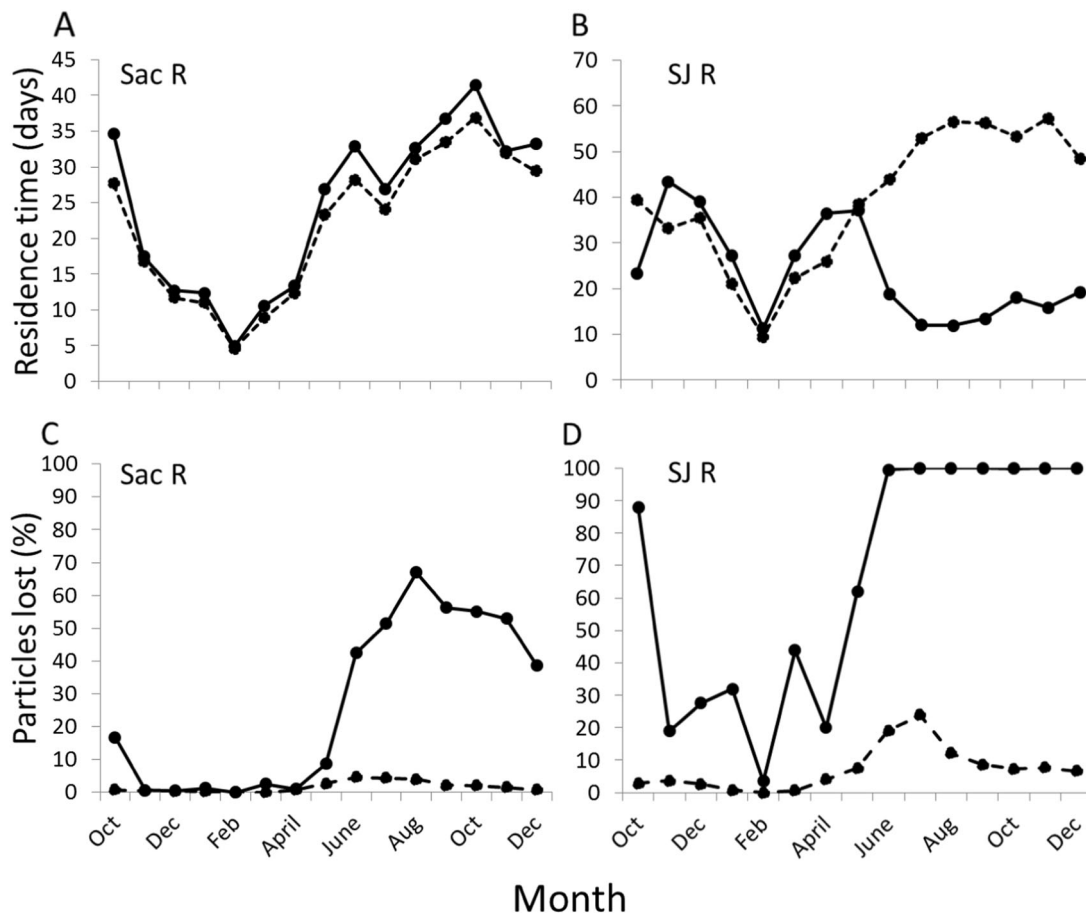 A
Sac R
Residence time (days)
45
40
35
30
25
20
15
10
5
0
B
SJ R
70
60
50
40
30
20
10
0
C
Sac R
Particles lost (%)
100
90
80
70
60
50
40
30
20
10
0
Oct
Dec
Feb
April
June
Aug
Oct
Dec
D
SJ R
100
90
80
70
60
50
40
30
20
10
0
Oct
Dec
Feb
April
June
Aug
Oct
Dec
Month